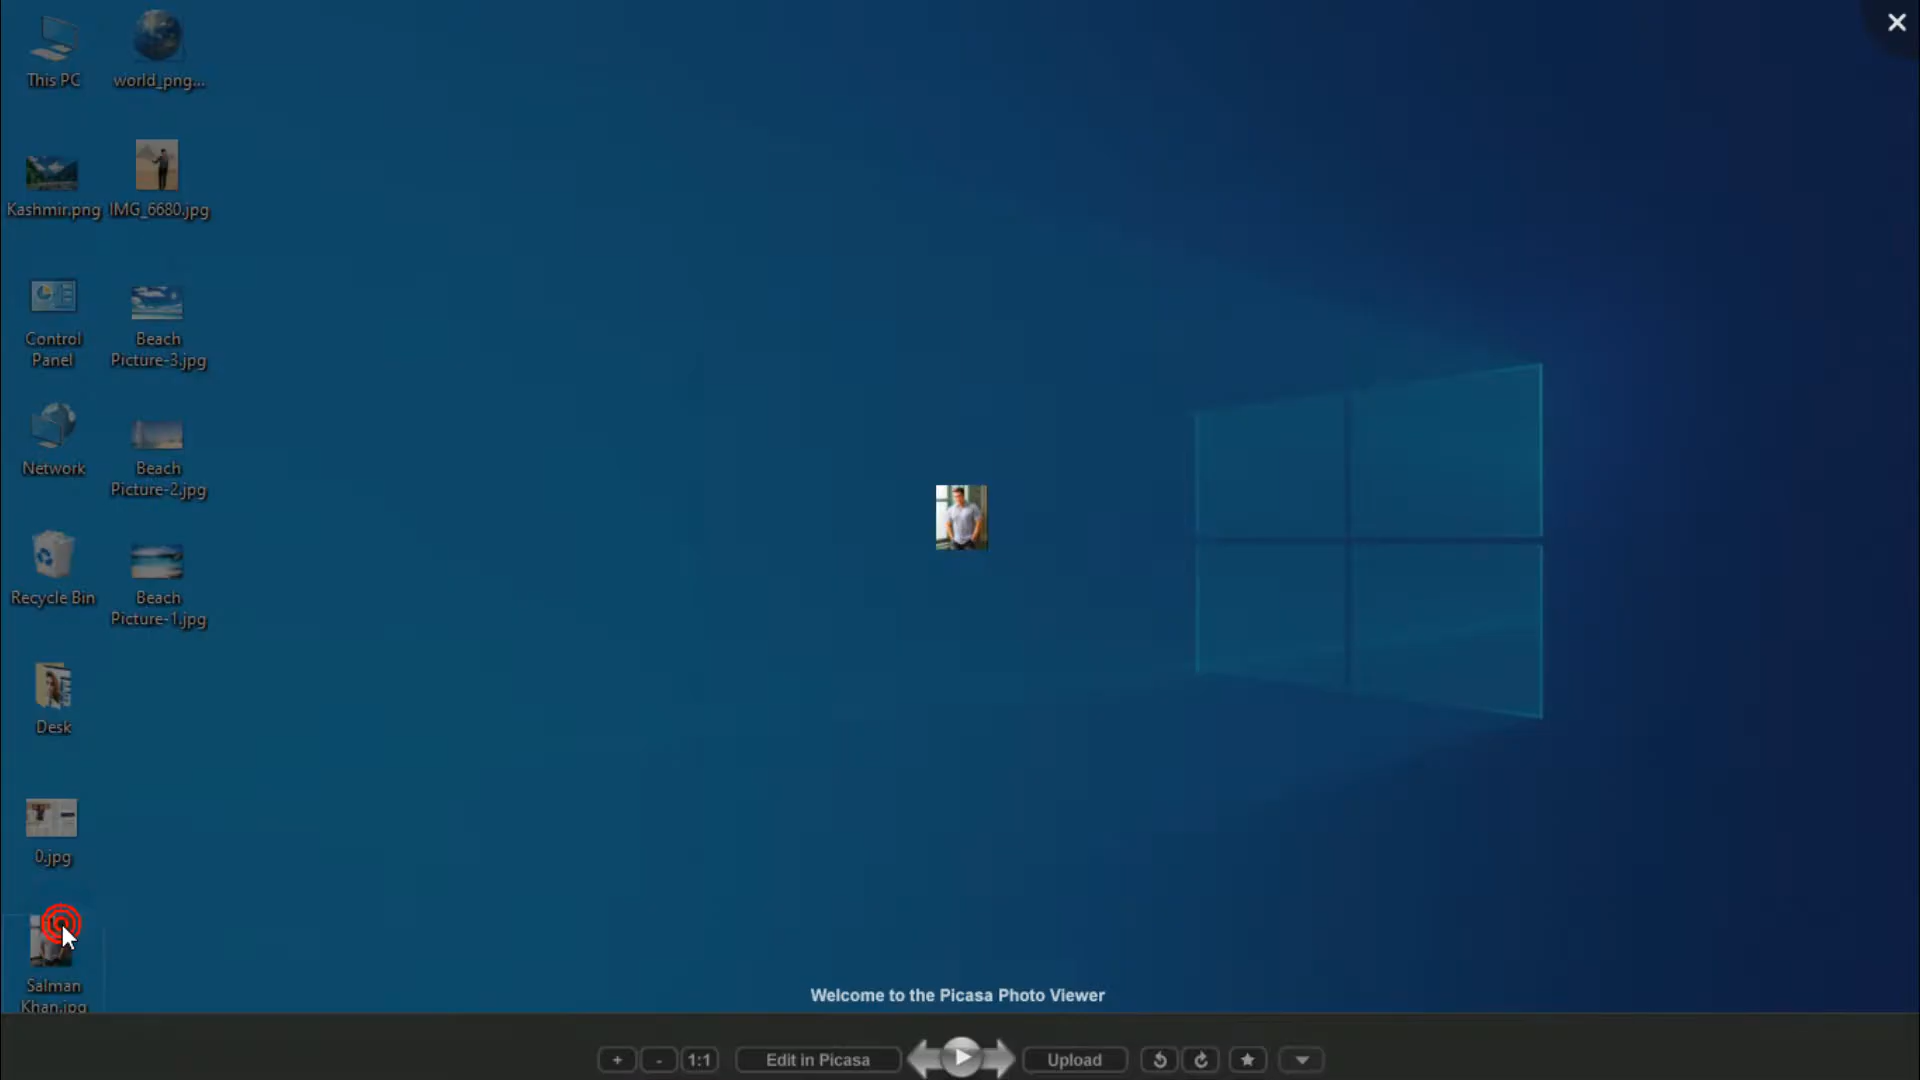 This PC
world_png...
Kashmir.png
IMG_6680.jpg
Control
Panel
Beach
Picture-3.jpg
Network
Beach
Picture-2.jpg
Recycle Bin
Beach
Picture-1.jpg
Desk
0.jpg
Salman
Khan.jpg
Welcome to the Picasa Photo Viewer
+
-
1:1
Edit in Picasa
Upload